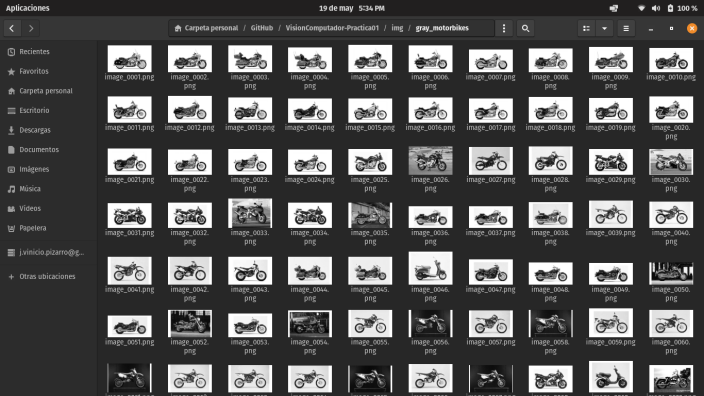 Aplicaciones
19 de may 5:34 PM
100 %
Carpeta personal / GitHub / VisionComputador-Practica01 / img / gray_motorbikes
Recientes
Favoritos
Carpeta personal
Escritorio
Descargas
Documentos
Imágenes
Música
Vídeos
Papelera
j.vinicio.pizarro@g...
Otras ubicaciones
image_0001.png image_0002.png image_0003.png image_0004.png image_0005.png image_0006.png image_0007.png image_0008.png image_0009.png image_0010.png
image_0011.png image_0012.png image_0013.png image_0014.png image_0015.png image_0016.png image_0017.png image_0018.png image_0019.png image_0020.png
image_0021.png image_0022.png image_0023.png image_0024.png image_0025.png image_0026.png image_0027.png image_0028.png image_0029.png image_0030.png
image_0031.png image_0032.png image_0033.png image_0034.png image_0035.png image_0036.png image_0037.png image_0038.png image_0039.png image_0040.png
image_0041.png image_0042.png image_0043.png image_0044.png image_0045.png image_0046.png image_0047.png image_0048.png image_0049.png image_0050.png
image_0051.png image_0052.png image_0053.png image_0054.png image_0055.png image_0056.png image_0057.png image_0058.png image_0059.png image_0060.png